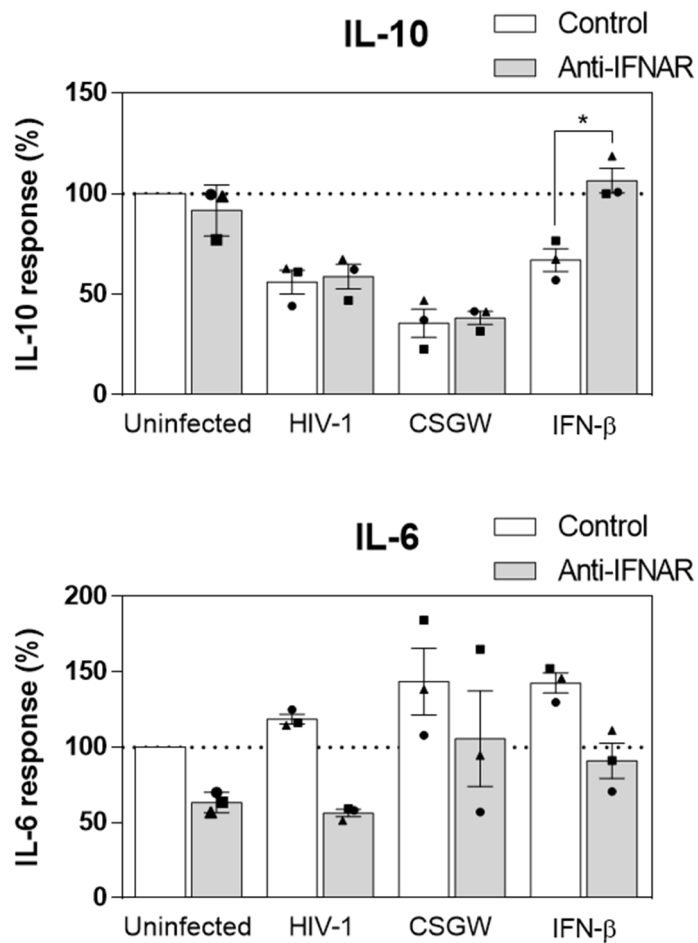 IL-10
Control
Anti-IFNAR
IL-10 response (%)
150
100
50
0
*
Uninfected HIV-1 CSGW IFN-β
IL-6
Control
Anti-IFNAR
IL-6 response (%)
200
150
100
50
0
Uninfected HIV-1 CSGW IFN-β